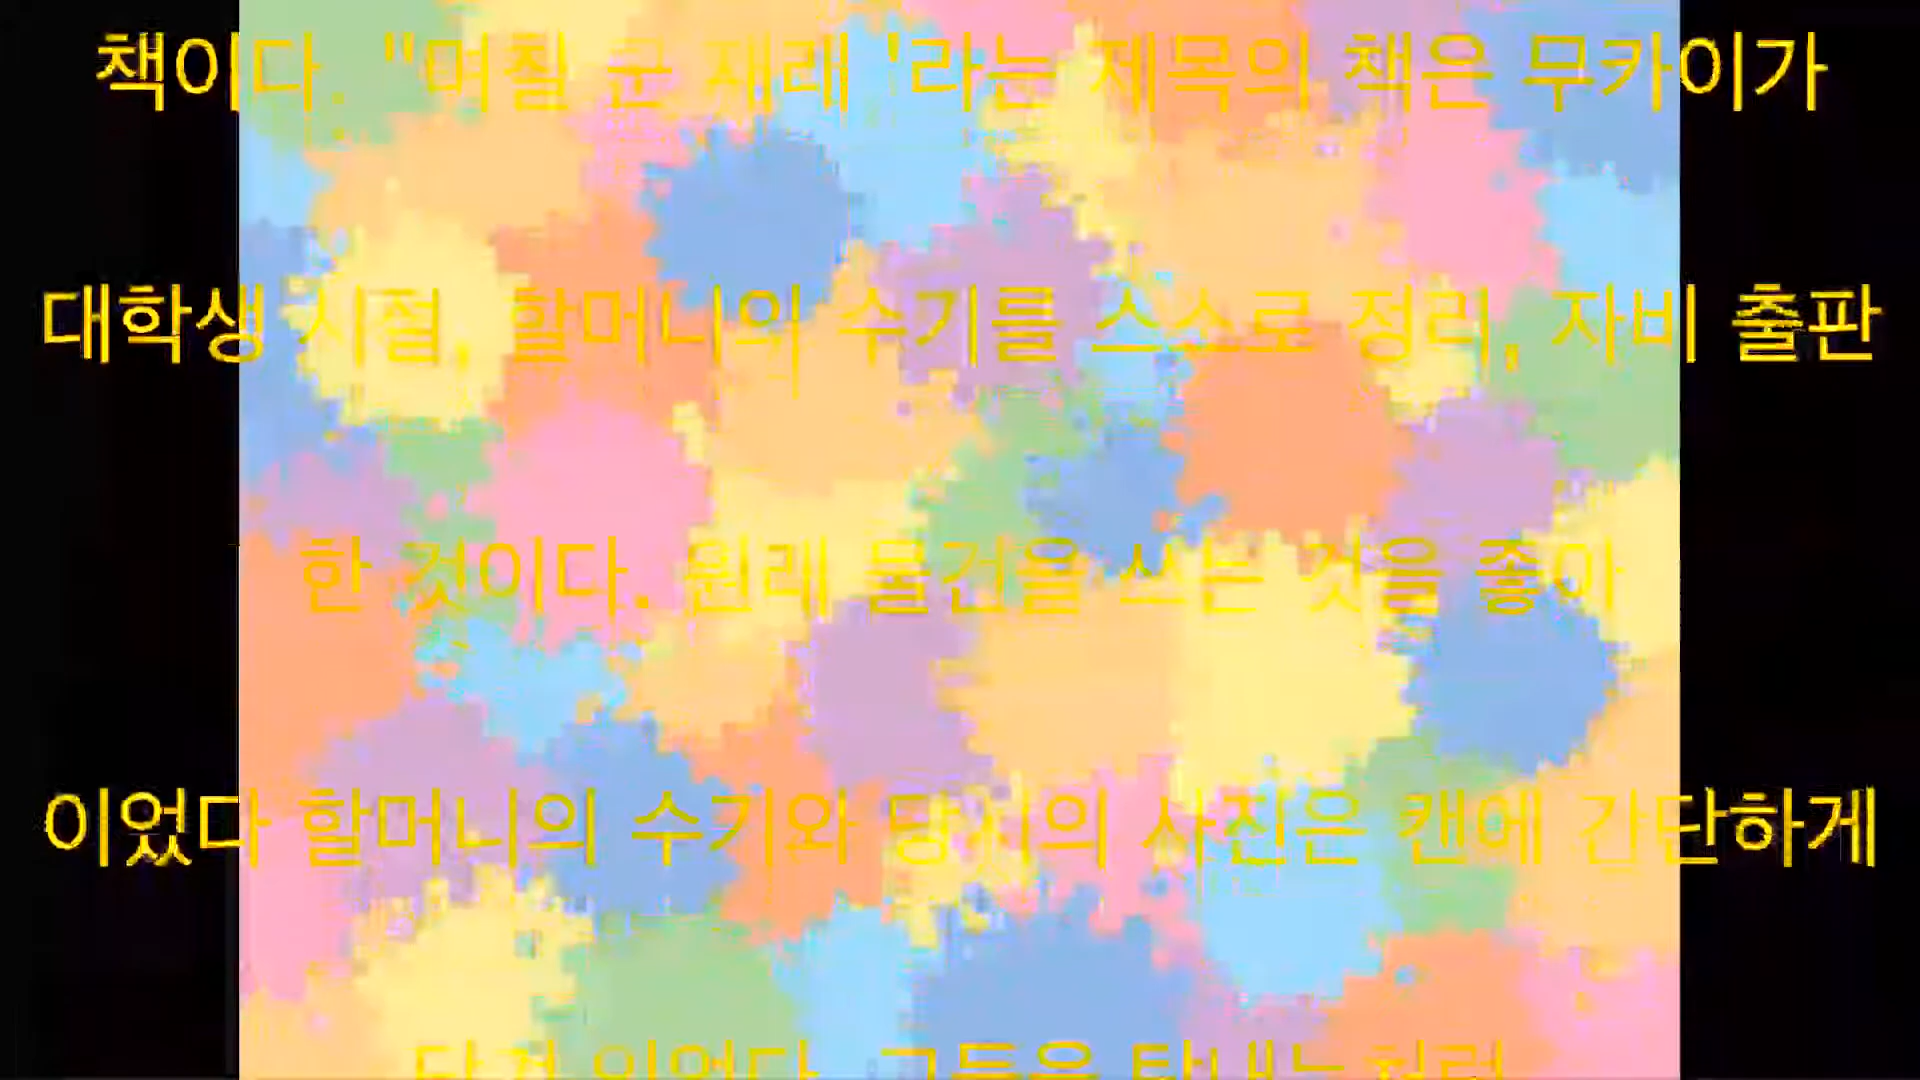 책이다. "며칠 군 재래 '라는 제목의 책은 무카이가
대학생 시절, 할머니의 수기를 스스로 정리, 자비 출판
한 것이다. 원래 물건을 쓰는 것을 좋아
이었다 할머니의 수기와 당시의 사진은 캔에 간단하게